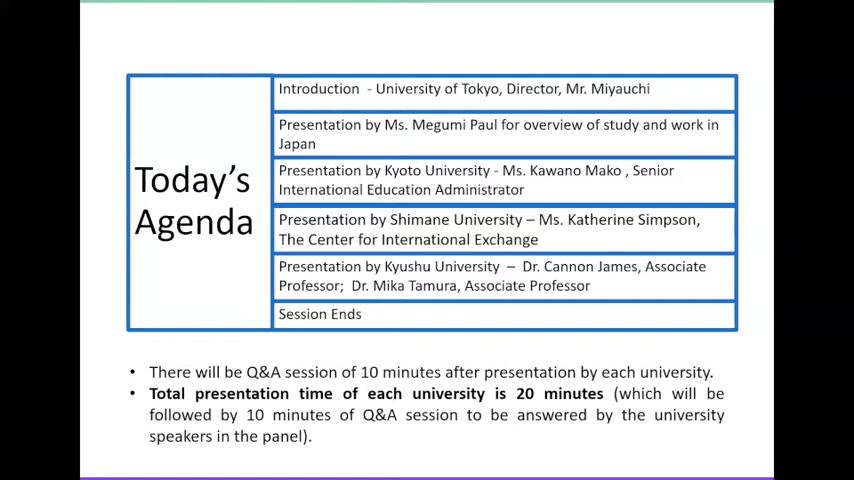 Today's
Agenda
Introduction - University of Tokyo, Director, Mr. Miyauchi
Presentation by Ms. Megumi Paul for overview of study and work in
Japan
Presentation by Kyoto University - Ms. Kawano Mako , Senior
International Education Administrator
Presentation by Shimane University – Ms. Katherine Simpson,
The Center for International Exchange
Presentation by Kyushu University – Dr. Cannon James, Associate
Professor; Dr. Mika Tamura, Associate Professor
Session Ends
• There will be Q&A session of 10 minutes after presentation by each university.
• Total presentation time of each university is 20 minutes (which will be
followed by 10 minutes of Q&A session to be answered by the university
speakers in the panel).